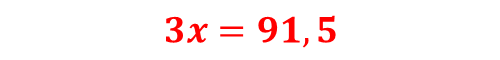 3x = 91,5